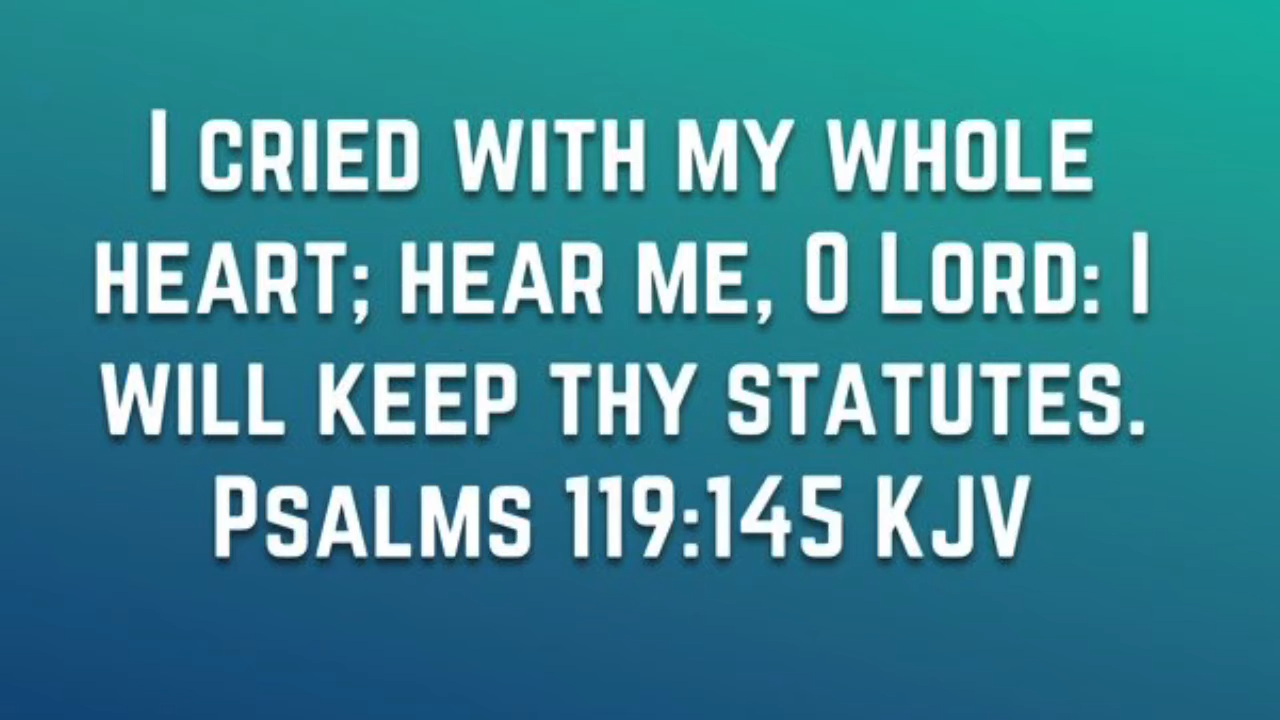 I cried with my whole
heart; hear me, O Lord: I
will keep thy statutes.
Psalms 119:145 KJV